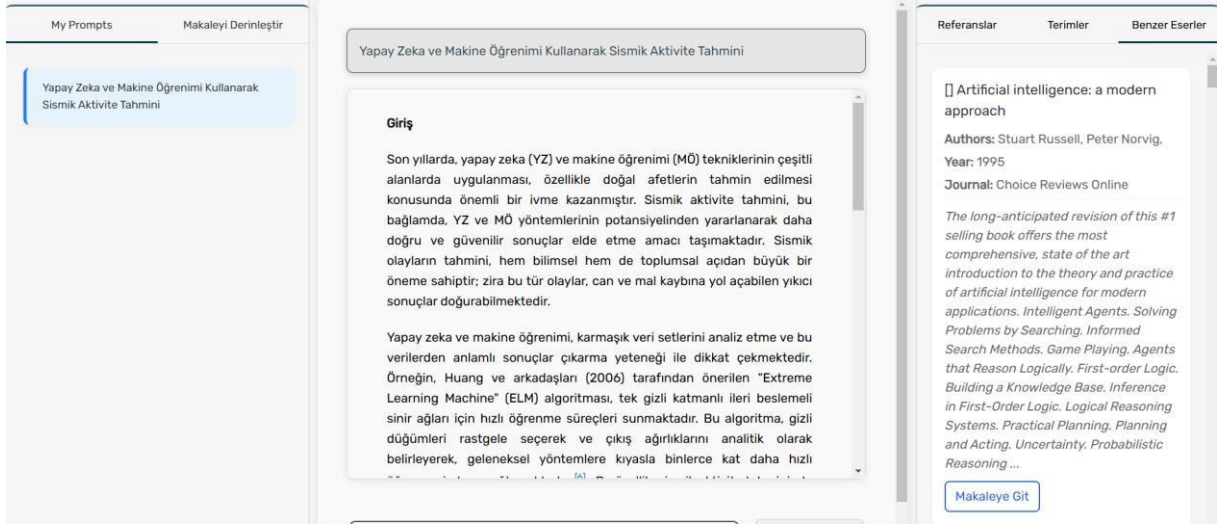 My Prompts
Makaleyi Derinleştir
Yapay Zeka ve Makine Öğrenimi Kullanarak
Sismik Aktivite Tahmini
Yapay Zeka ve Makine Öğrenimi Kullanarak Sismik Aktivite Tahmini
Giriş
Son yıllarda, yapay zeka (YZ) ve makine öğrenimi (MÖ) tekniklerinin çeşitli
alanlarda uygulanması, özellikle doğal afetlerin tahmin edilmesi
konusunda önemli bir ivme kazanmıştır. Sismik aktivite tahmini, bu
bağlamda, YZ ve MÖ yöntemlerinin potansiyelinden yararlanarak daha
doğru ve güvenilir sonuçlar elde etme amacı taşımaktadır. Sismik
olayların tahmini, hem bilimsel hem de toplumsal açıdan büyük bir
öneme sahiptir; zira bu tür olaylar, can ve mal kaybına yol açabilen yıkıcı
sonuçlar doğurabilmektedir.
Yapay zeka ve makine öğrenimi, karmaşık veri setlerini analiz etme ve bu
verilerden anlamlı sonuçlar çıkarma yeteneği ile dikkat çekmektedir.
Örneğin, Huang ve arkadaşları (2006) tarafından önerilen "Extreme
Learning Machine" (ELM) algoritması, tek gizli katmanlı ileri beslemeli
sinir ağları için hızlı öğrenme süreçleri sunmaktadır. Bu algoritma, gizli
düğümleri rastgele seçerek ve çıkış ağırlıklarını analitik olarak
belirleyerek, geleneksel yöntemlere kıyasla binlerce kat daha hızlı
Referanslar
Terimler
Benzer Eserler
[] Artificial intelligence: a modern
approach
Authors: Stuart Russell, Peter Norvig,
Year: 1995
Journal: Choice Reviews Online
The long-anticipated revision of this #1
selling book offers the most
comprehensive, state of the art
introduction to the theory and practice
of artificial intelligence for modern
applications. Intelligent Agents. Solving
Problems by Searching. Informed
Search Methods. Game Playing. Agents
that Reason Logically. First-order Logic.
Building a Knowledge Base. Inference
in First-Order Logic. Logical Reasoning
Systems. Practical Planning. Planning
and Acting. Uncertainty. Probabilistic
Reasoning ...
Makaleye Git